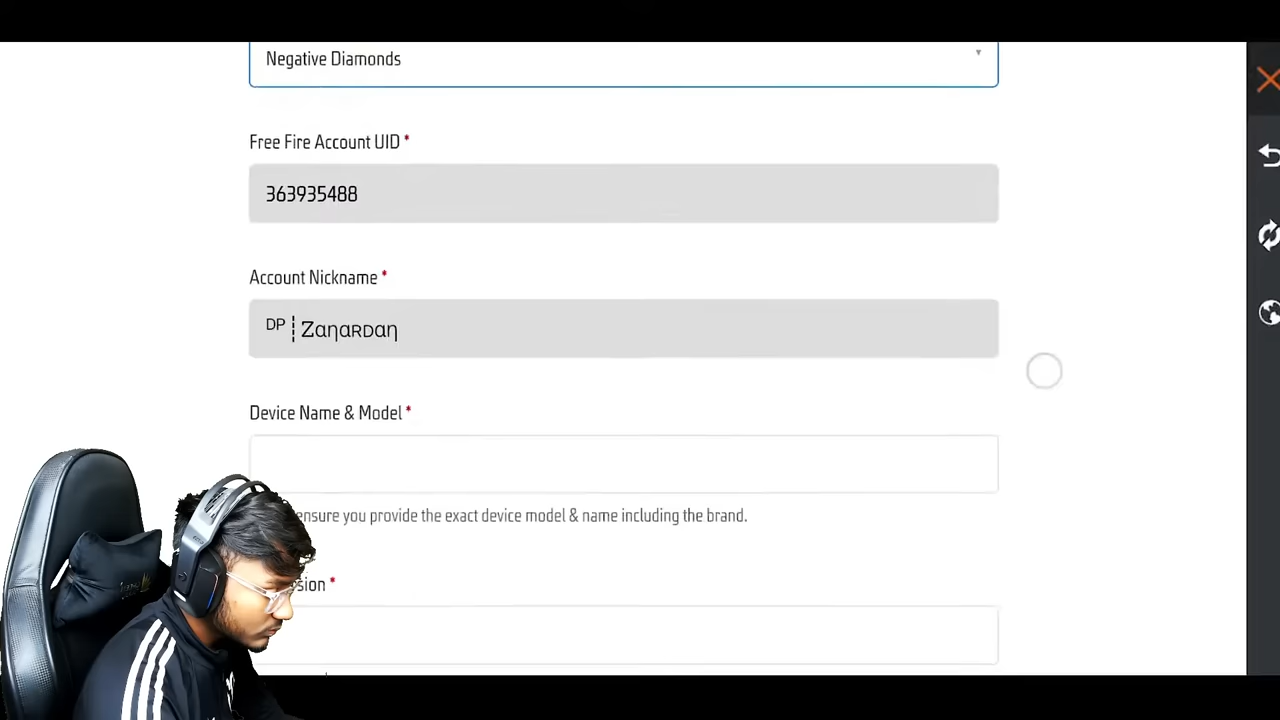 Negative Diamonds
Free Fire Account UID *
363935488
Account Nickname *
ᴰᴾ┊Zαηαʀᴅαη
Device Name & Model *
ensure you provide the exact device model & name including the brand.
sion *